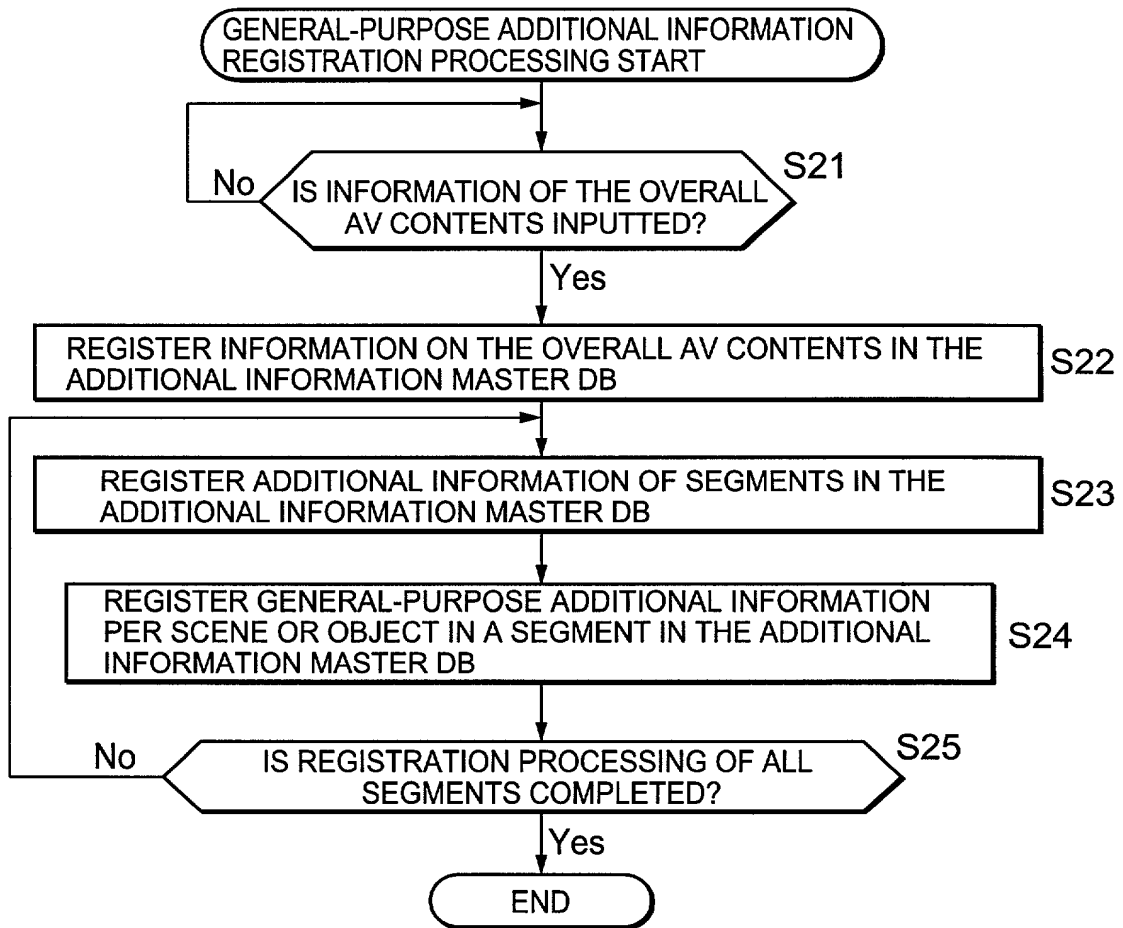 GENERAL-PURPOSE ADDITIONAL INFORMATION
REGISTRATION PROCESSING START
S21
No
IS INFORMATION OF THE OVERALL
AV CONTENTS INPUTTED?
Yes
REGISTER INFORMATION ON THE OVERALL AV CONTENTS IN THE
ADDITIONAL INFORMATION MASTER DB
S22
REGISTER ADDITIONAL INFORMATION OF SEGMENTS IN THE
ADDITIONAL INFORMATION MASTER DB
S23
REGISTER GENERAL-PURPOSE ADDITIONAL INFORMATION
PER SCENE OR OBJECT IN A SEGMENT IN THE ADDITIONAL
INFORMATION MASTER DB
S24
No
S25
IS REGISTRATION PROCESSING OF ALL
SEGMENTS COMPLETED?
Yes
END